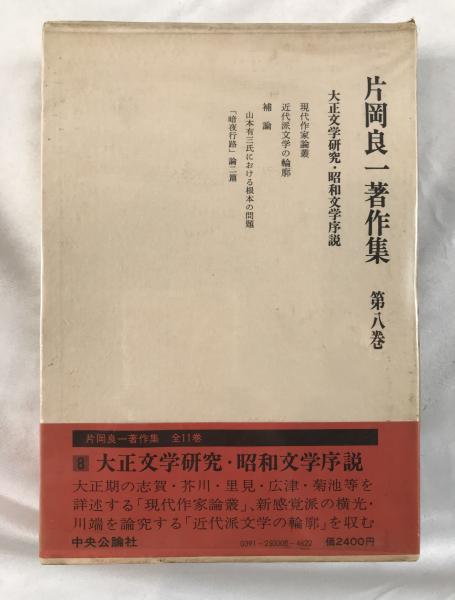 片岡良一著作集 第八巻
大正文学研究・昭和文学序説
現代作家論叢
近代派文学の輪廓
補論
山本有三氏における根本の問題
「暗夜行路」論二篇
片岡良一著作集 全11巻
8 大正文学研究・昭和文学序説
大正期の志賀・芥川・里見・広津・菊池等を
詳述する「現代作家論叢」、新感覚派の横光・
川端を論究する「近代派文学の輪廓」を収む
中央公論社 0391-250008-4622 価2400円